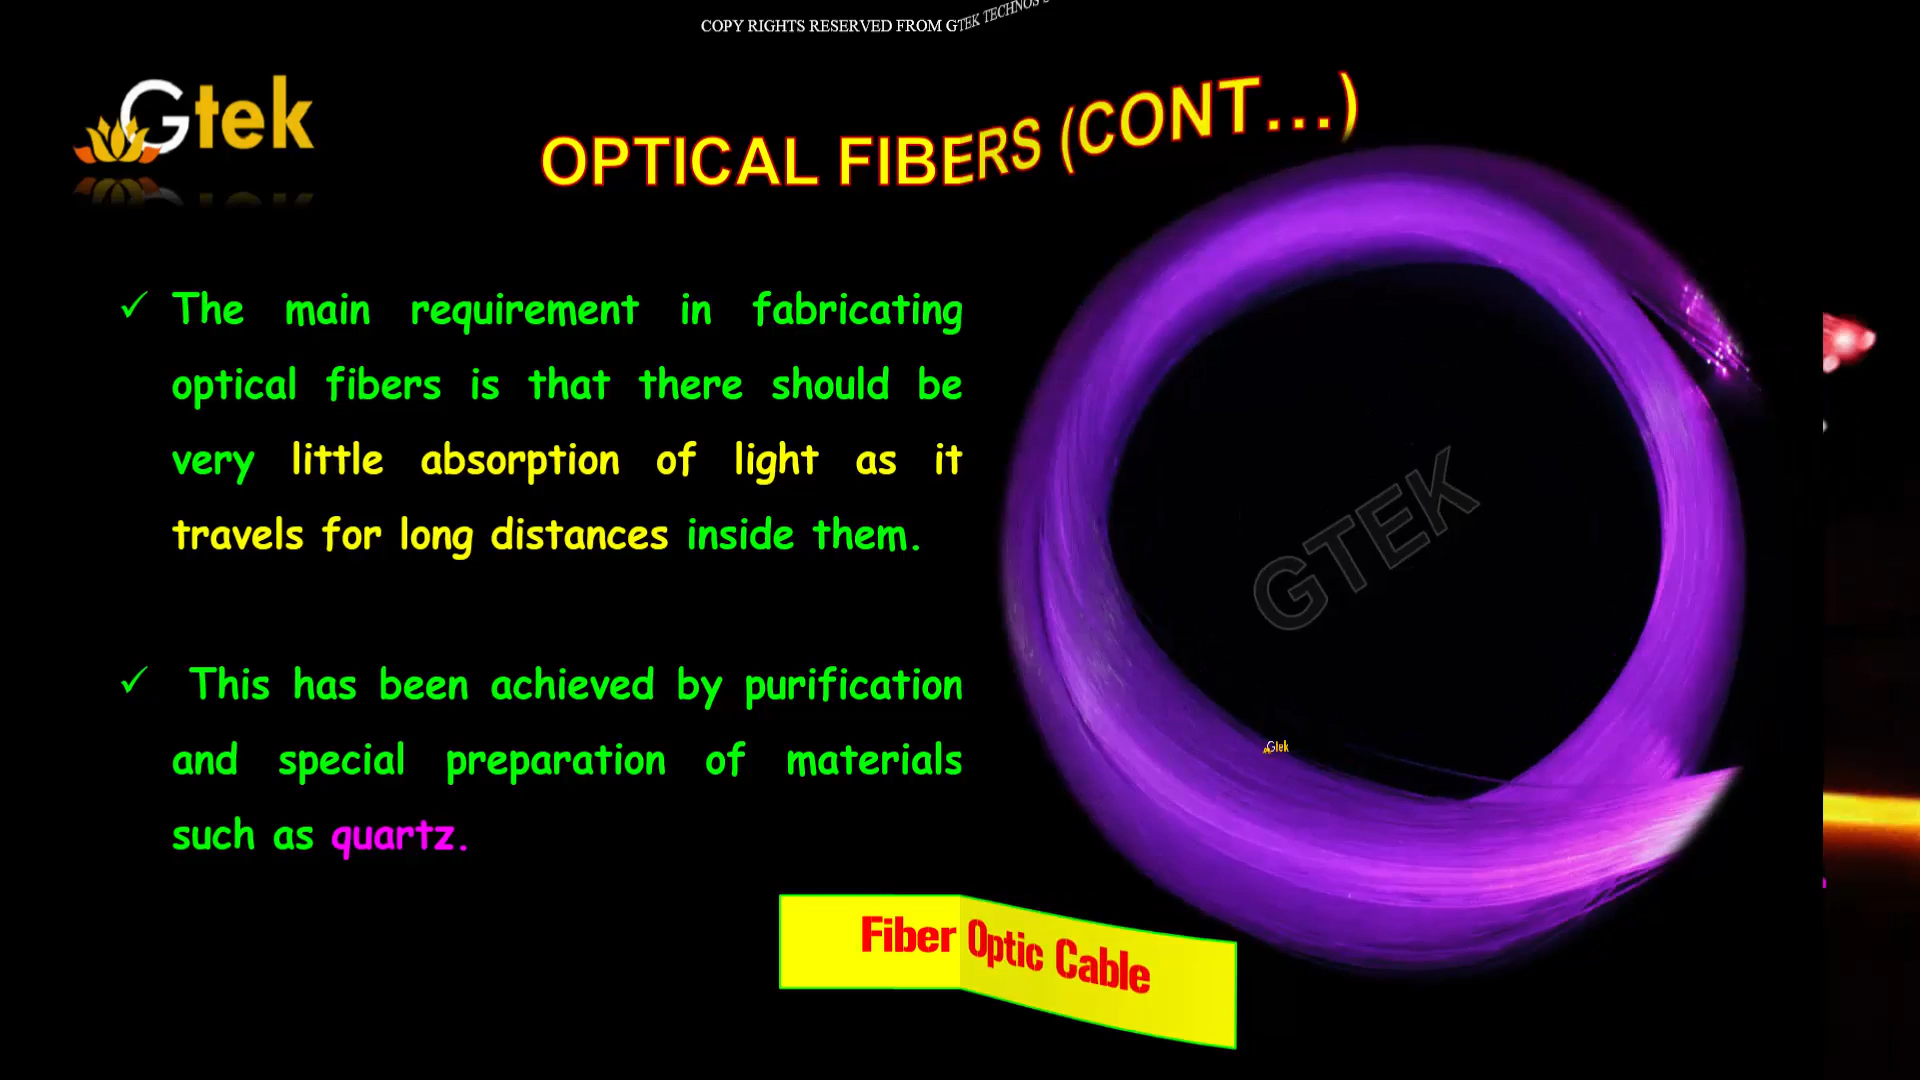 COPY RIGHTS RESERVED FROM GTEK TECHNOS
Gtek
OPTICAL FIBERS (CONT...)
✓ The main requirement in fabricating
optical fibers is that there should be
very little absorption of light as it
travels for long distances inside them.
✓ This has been achieved by purification
and special preparation of materials
such as quartz.
GTEK
Gtek
Fiber Optic Cable